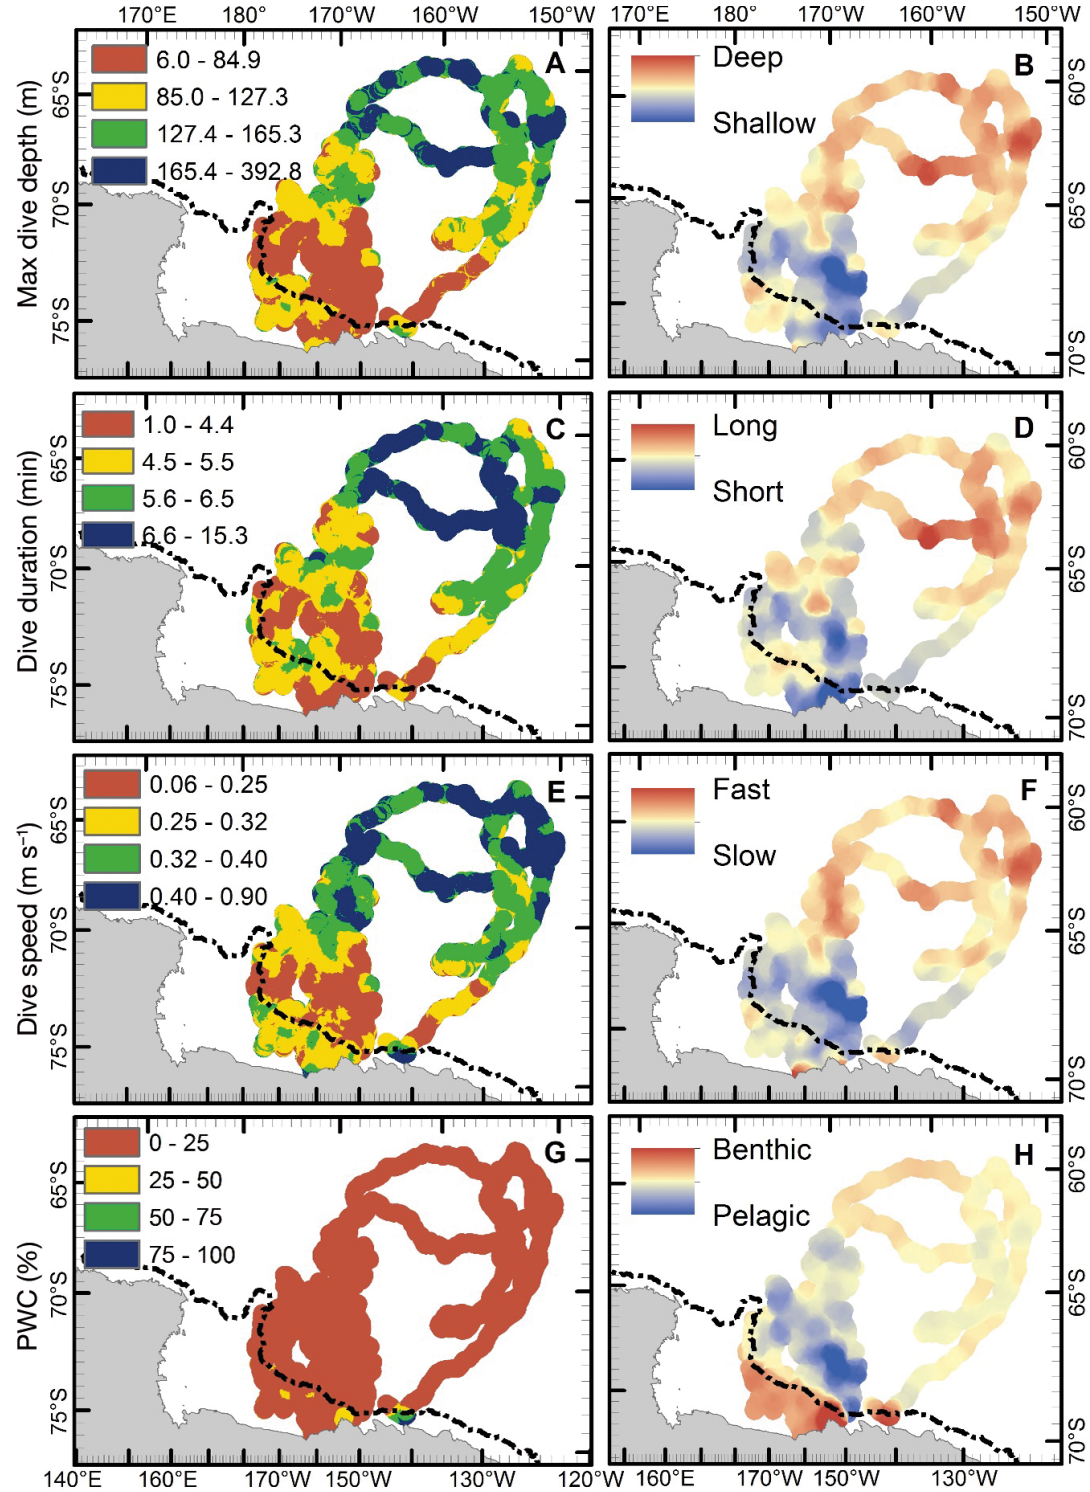 170°E 180° 170°W 160°W 150°W
170°E 180° 170°W 160°W 150°W
Max dive depth (m)
65°S
70°S
75°S
6.0 - 84.9
85.0 - 127.3
127.4 - 165.3
165.4 - 392.8
A
Deep
Shallow
B
60°S
65°S
70°S
Dive duration (min)
65°S
70°S
75°S
1.0 - 4.4
4.5 - 5.5
5.6 - 6.5
6.6 - 15.3
C
Long
Short
D
60°S
65°S
70°S
Dive speed (m s⁻¹)
65°S
70°S
75°S
0.06 - 0.25
0.25 - 0.32
0.32 - 0.40
0.40 - 0.90
E
Fast
Slow
F
60°S
65°S
70°S
PWC (%)
65°S
70°S
75°S
0 - 25
25 - 50
50 - 75
75 - 100
G
Benthic
Pelagic
H
60°S
65°S
70°S
140°E 160°E 170°W 150°W 130°W 120°W
160°E 170°W 150°W 130°W